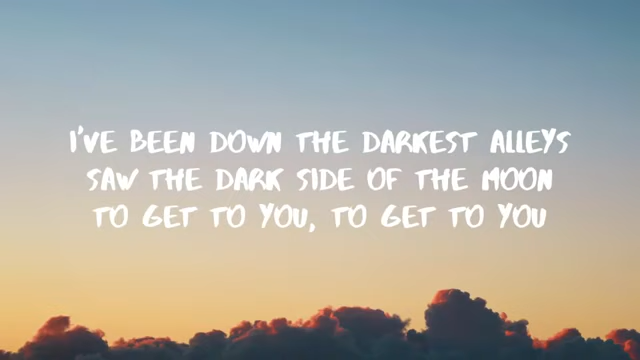 I'VE BEEN DOWN THE DARKEST ALLEYS
SAW THE DARK SIDE OF THE MOON
TO GET TO YOU, TO GET TO YOU